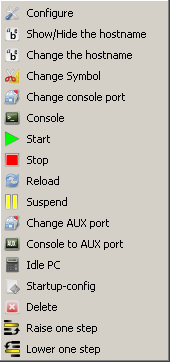 Configure
Show/Hide the hostname
Change the hostname
Change Symbol
Change console port
Console
Start
Stop
Reload
Suspend
Change AUX port
Console to AUX port
Idle PC
Startup-config
Delete
Raise one step
Lower one step